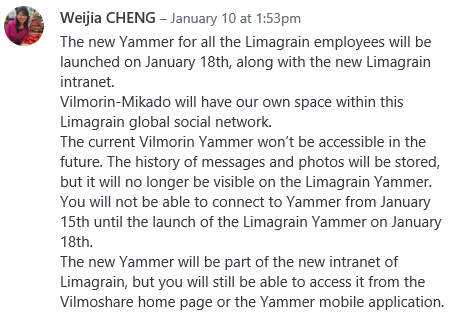 Weijia CHENG – January 10 at 1:53pm
The new Yammer for all the Limagrain employees will be
launched on January 18th, along with the new Limagrain
intranet.
Vilmorin-Mikado will have our own space within this
Limagrain global social network.
The current Vilmorin Yammer won't be accessible in the
future. The history of messages and photos will be stored,
but it will no longer be visible on the Limagrain Yammer.
You will not be able to connect to Yammer from January
15th until the launch of the Limagrain Yammer on January
18th.
The new Yammer will be part of the new intranet of
Limagrain, but you will still be able to access it from the
Vilmoshare home page or the Yammer mobile application.